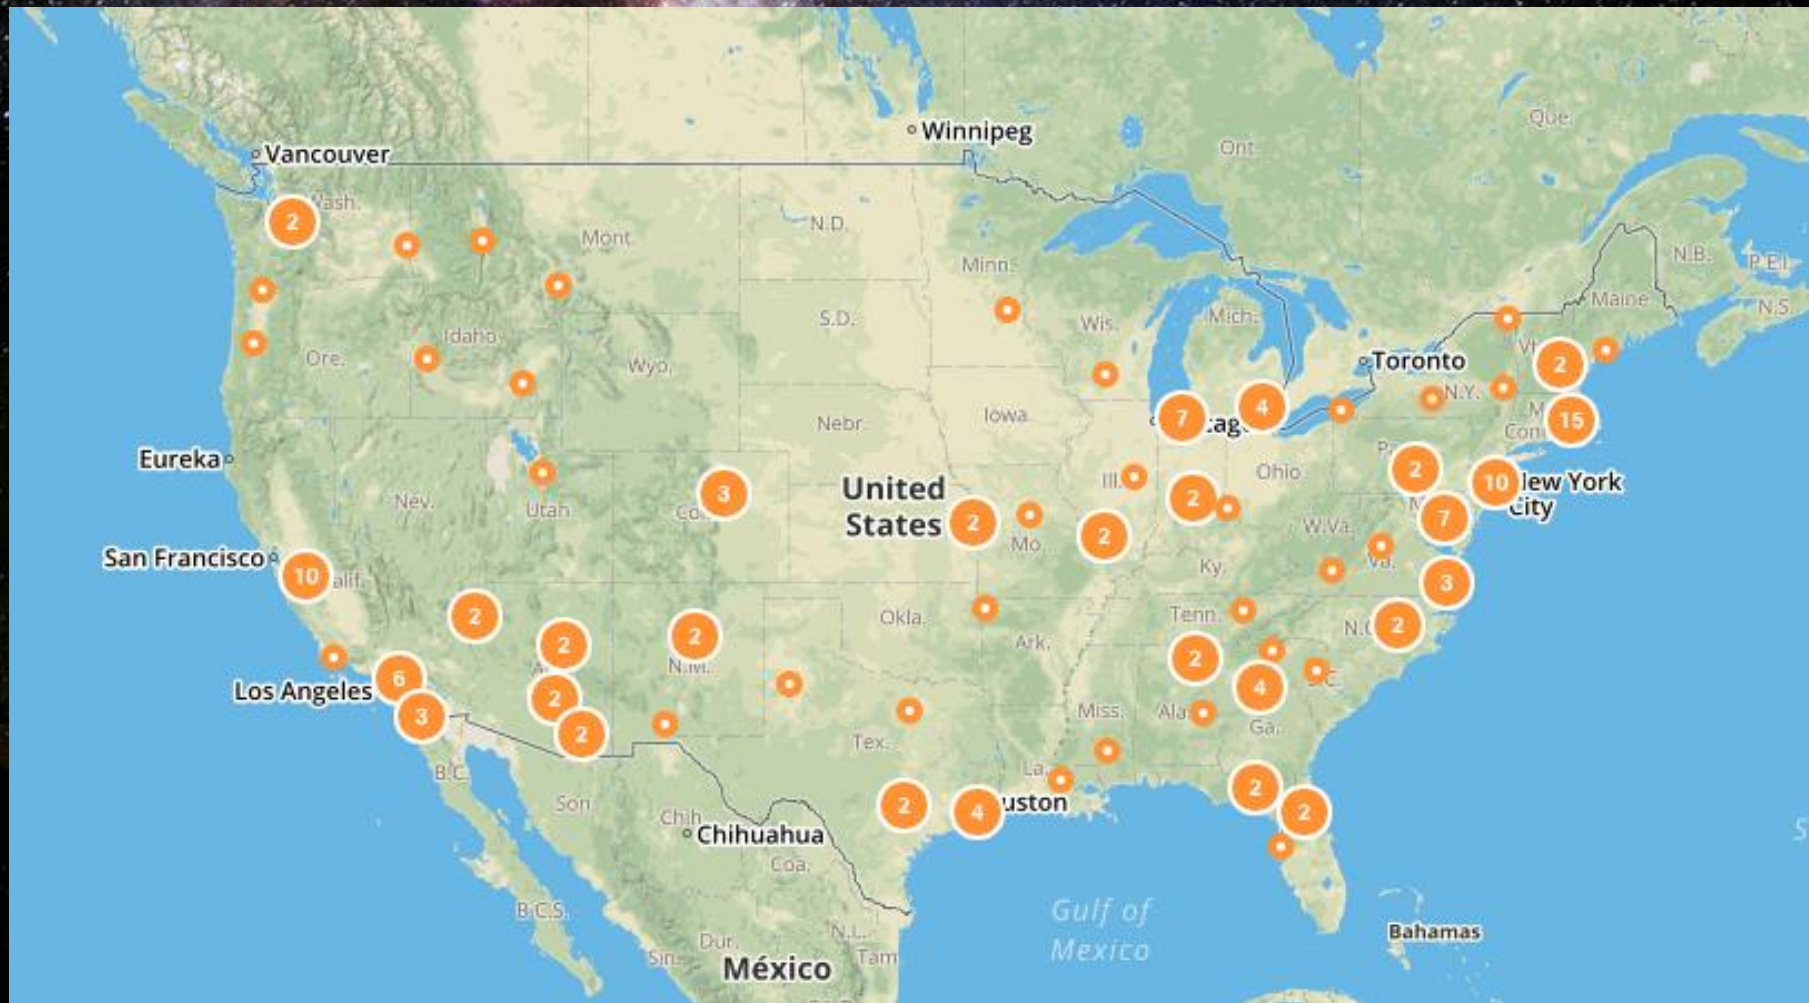 Winnipeg
Que.
Ont.
Vancouver
Wash.
2
N.D.
Mont.
N.B.
P.E.I.
Minn.
Maine
N.S.
S.D.
Wis.
Mich.
Idaho
Ore.
Wyo.
Toronto
Vt.
2
N.Y.
4
7
Iowa
Nebr.
15
Eureka
Ohio
Ill.
2
10
New York
City
United
States
3
Nev.
Utah
2
7
2
Mo.
2
W.Va.
Va.
San Francisco
10
Calif.
Ky.
3
2
Okla.
Tenn.
N.C.
2
2
2
N.M.
Ark.
2
6
Los Angeles
4
S.C.
2
3
Miss.
Ala.
Ga.
2
Tex.
La.
B.C.
2
Son.
2
4
Houston
2
Chih.
Chihuahua
Coa.
B.C.S.
Gulf of
Mexico
Bahamas
N.L.
Dur.
Sin.
México
Tam
S